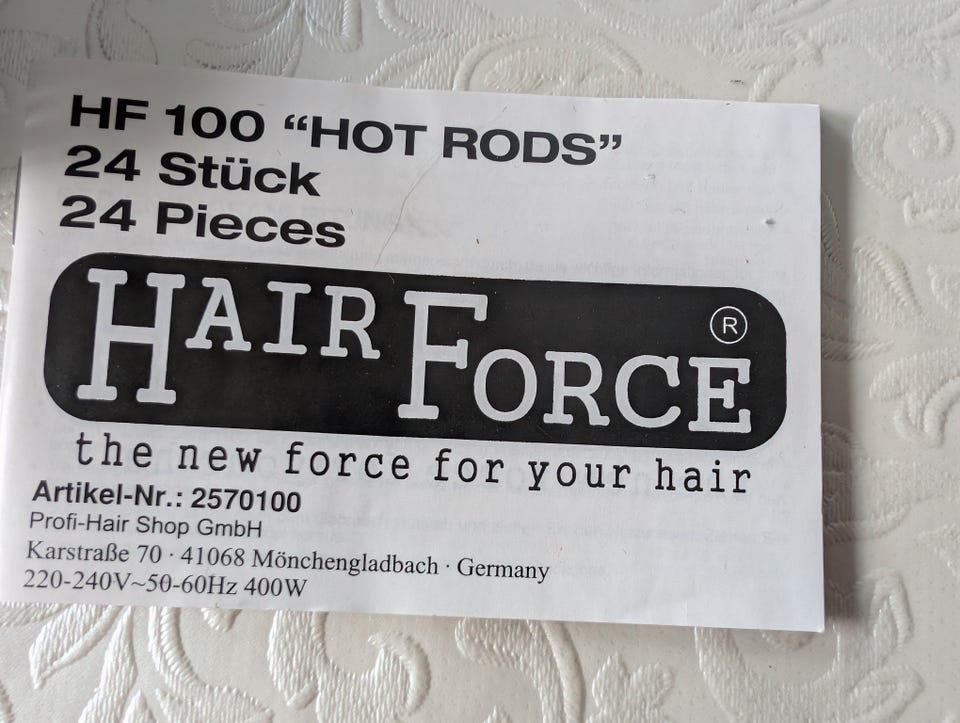 HF 100 “HOT RODS”
24 Stück
24 Pieces
HAIR FORCE ®
the new force for your hair
Artikel-Nr.: 2570100
Profi-Hair Shop GmbH
Karstraße 70 · 41068 Mönchengladbach · Germany
220-240V~50-60Hz 400W